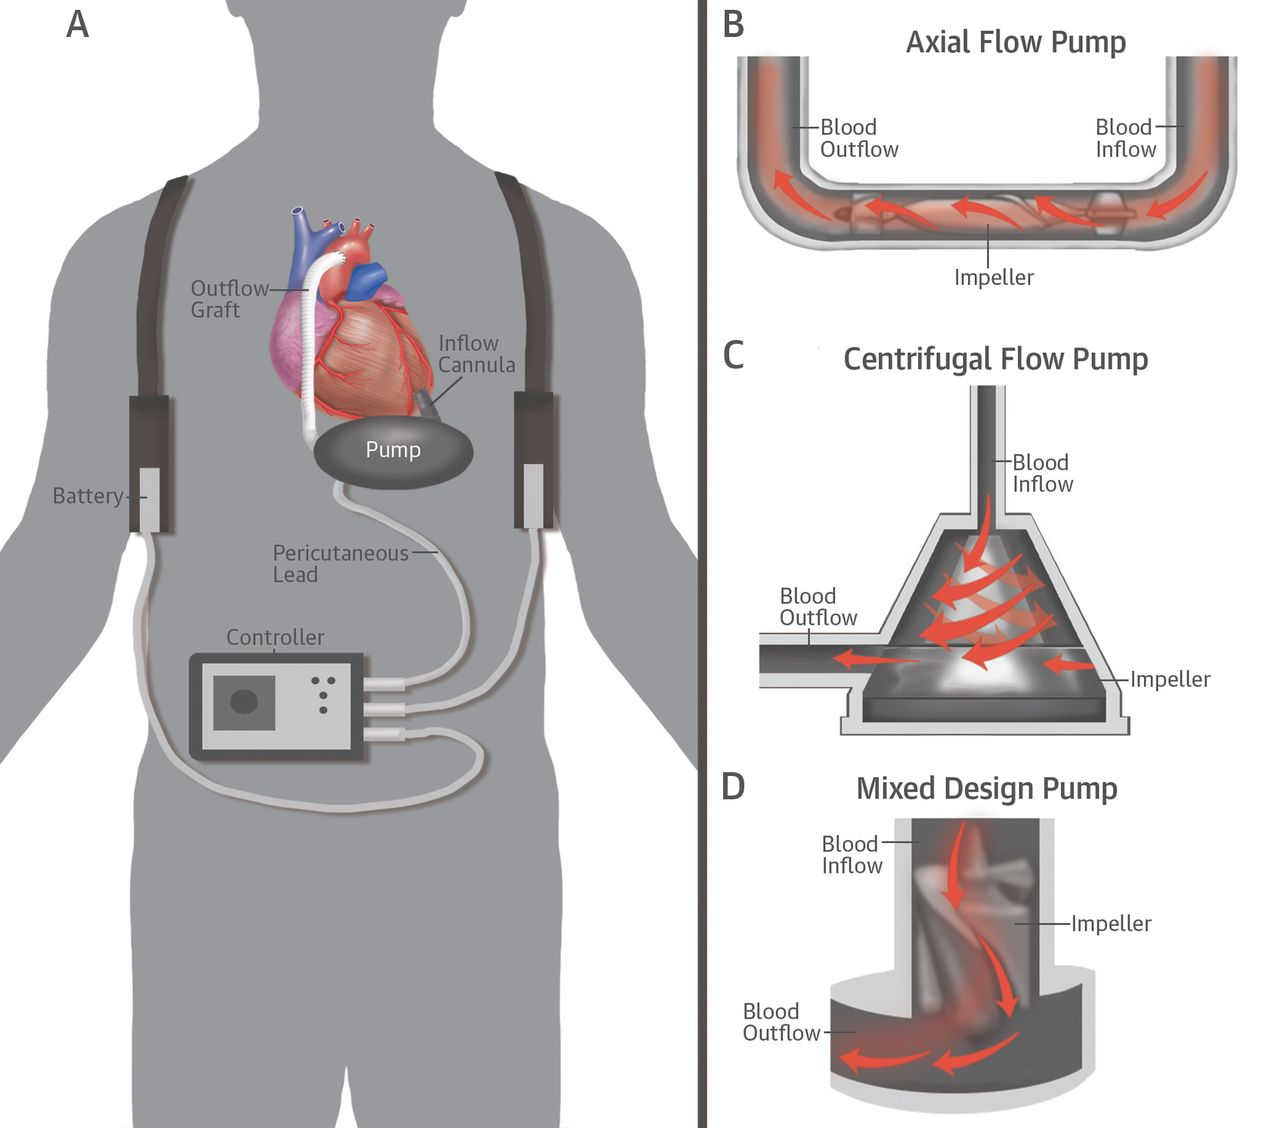 A
Outflow
Graft
Inflow
Cannula
Pump
Battery
Pericutaneous
Lead
Controller
B
Axial Flow Pump
Blood
Outflow
Blood
Inflow
Impeller
C
Centrifugal Flow Pump
Blood
Inflow
Blood
Outflow
Impeller
D
Mixed Design Pump
Blood
Inflow
Impeller
Blood
Outflow